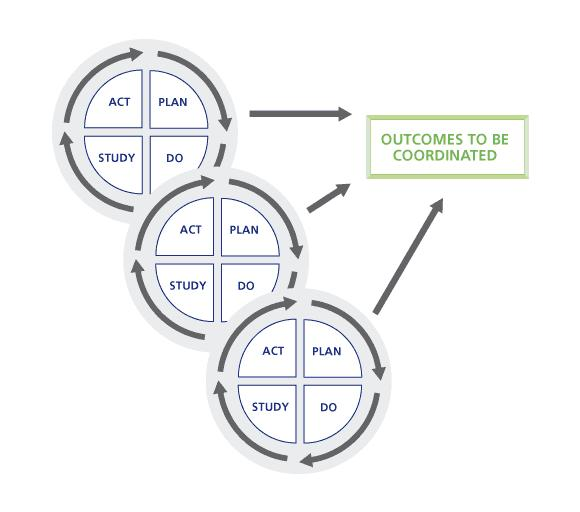 ACT PLAN
STUDY DO
ACT PLAN
STUDY DO
ACT PLAN
STUDY DO
OUTCOMES TO BE
COORDINATED